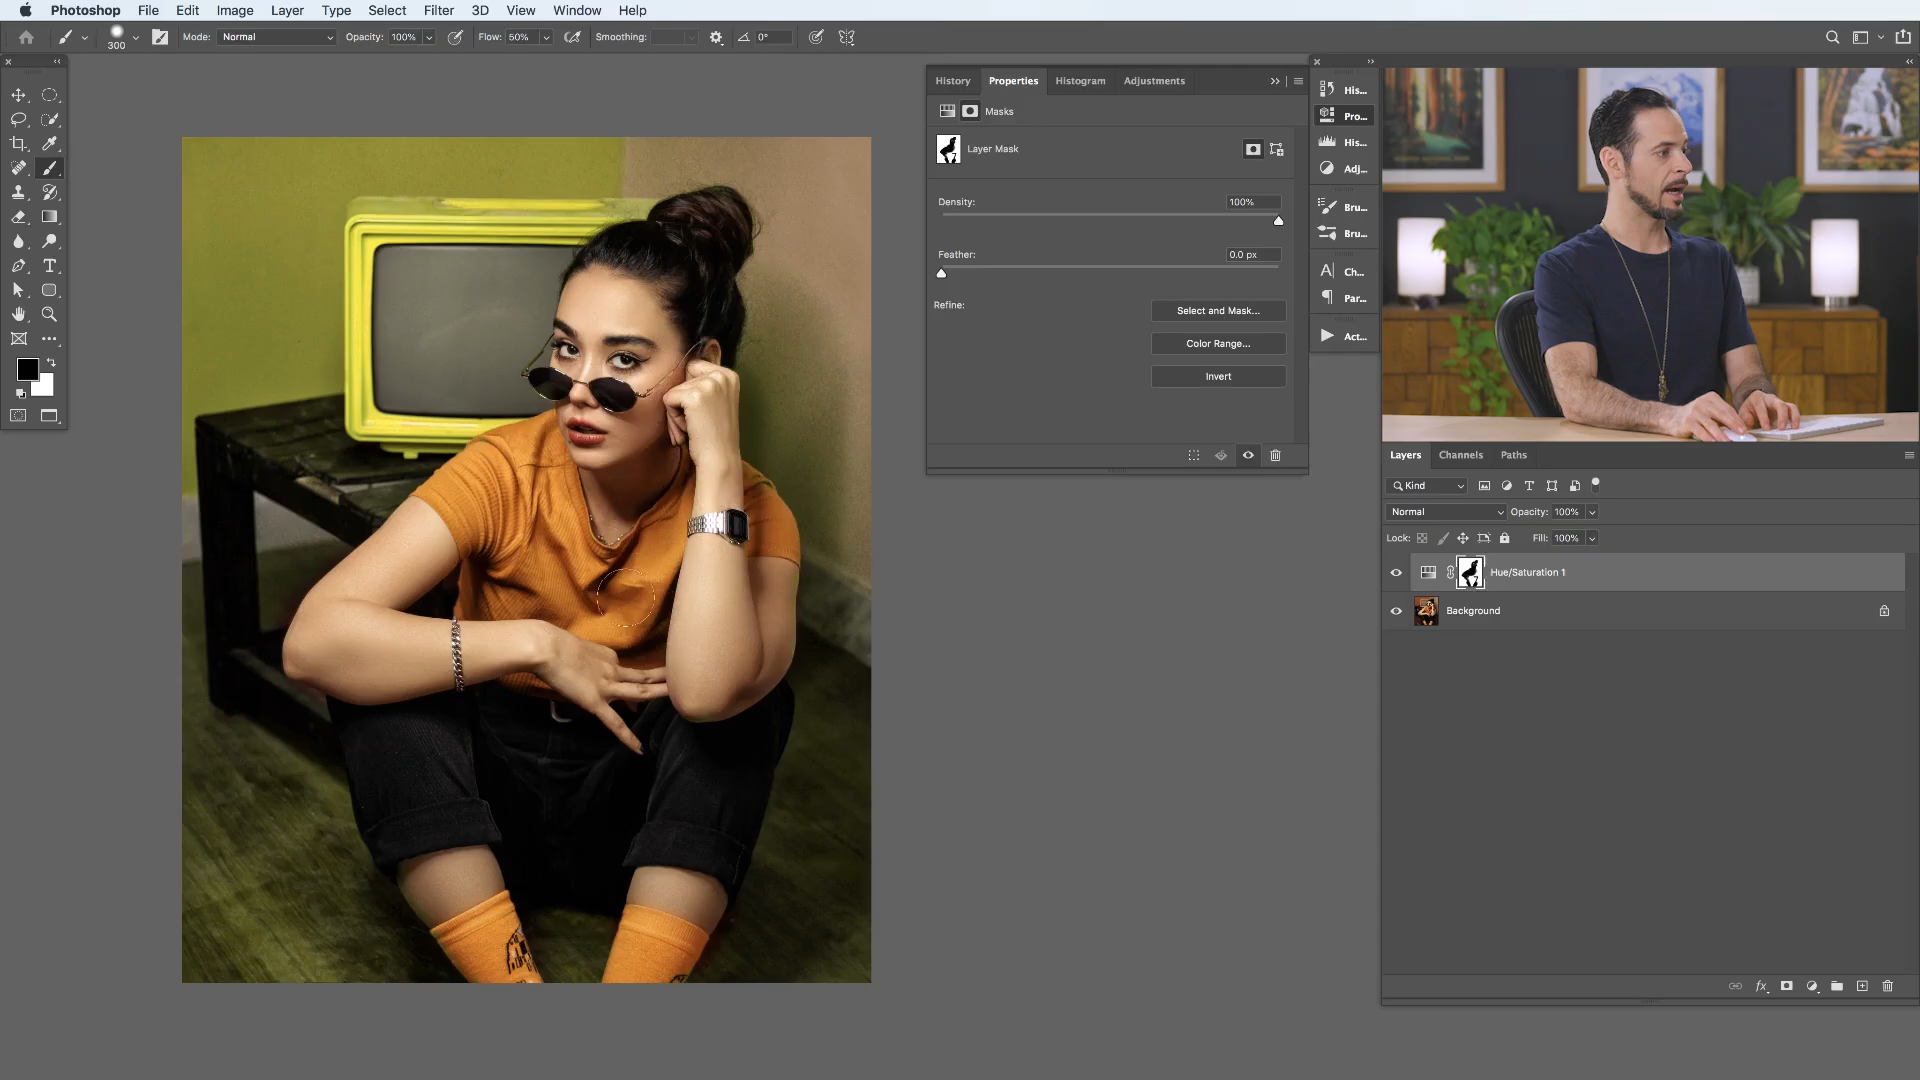 Photoshop File Edit Image Layer Type Select Filter 3D View Window Help
300 Mode: Normal Opacity: 100% Flow: 50% Smoothing: 0°
History Properties Histogram Adjustments
Masks
Layer Mask
Density: 100%
Feather: 0.0 px
Refine:
Select and Mask...
Color Range...
Invert
His...
Pro...
His...
Adj...
Bru...
Bru...
Ch...
Par...
Act...
Layers Channels Paths
Kind
Normal Opacity: 100%
Lock: Fill: 100%
Hue/Saturation 1
Background